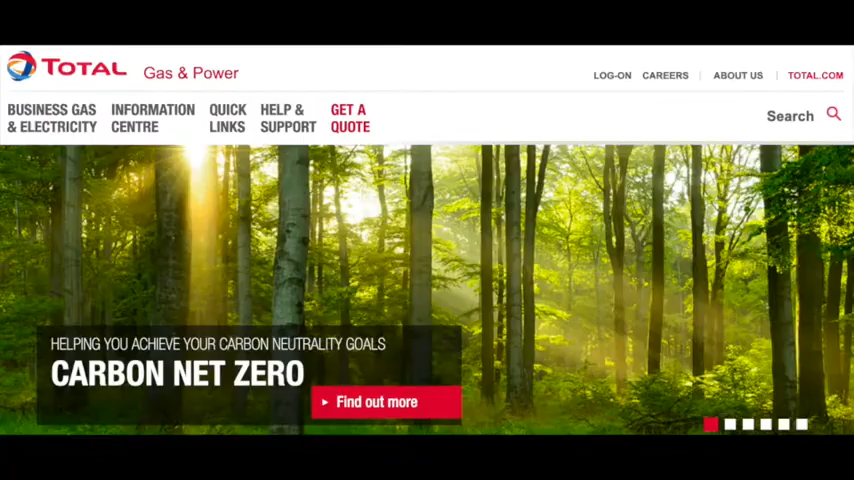 TOTAL Gas & Power
LOG-ON CAREERS ABOUT US TOTAL.COM
BUSINESS GAS
& ELECTRICITY
INFORMATION
CENTRE
QUICK
LINKS
HELP &
SUPPORT
GET A
QUOTE
Search
HELPING YOU ACHIEVE YOUR CARBON NEUTRALITY GOALS
CARBON NET ZERO
Find out more